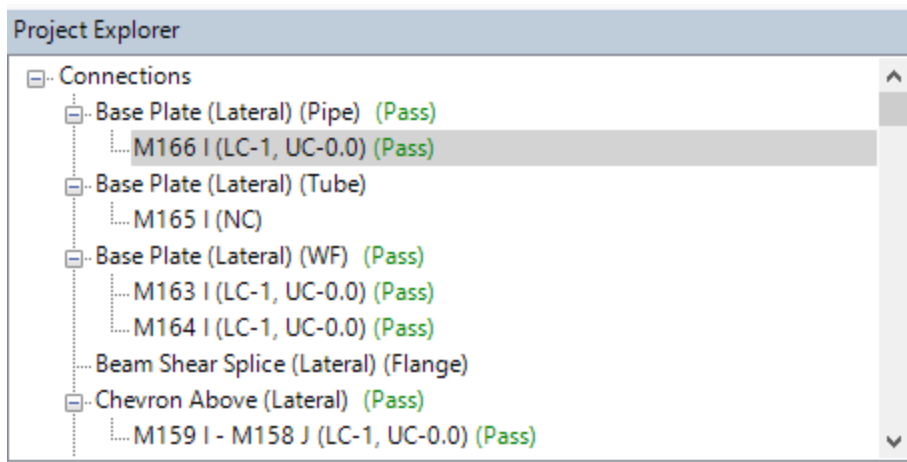 Project Explorer
Connections
Base Plate (Lateral) (Pipe) (Pass)
M166 I (LC-1, UC-0.0) (Pass)
Base Plate (Lateral) (Tube)
M165 I (NC)
Base Plate (Lateral) (WF) (Pass)
M163 I (LC-1, UC-0.0) (Pass)
M164 I (LC-1, UC-0.0) (Pass)
Beam Shear Splice (Lateral) (Flange)
Chevron Above (Lateral) (Pass)
M159 I - M158 J (LC-1, UC-0.0) (Pass)